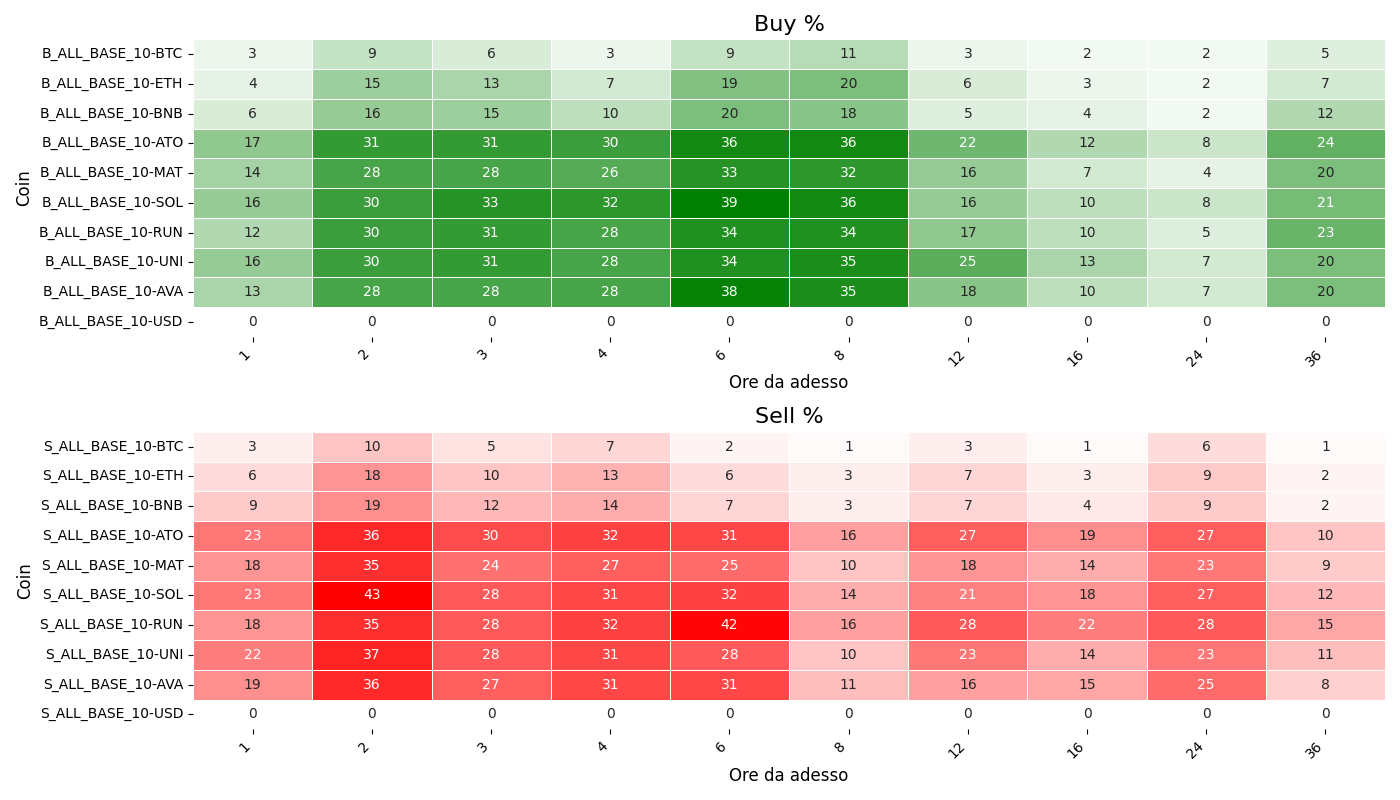 Buy %
Coin
B_ALL_BASE_10-BTC 3 9 6 3 9 11 3 2 2 5
B_ALL_BASE_10-ETH 4 15 13 7 19 20 6 3 2 7
B_ALL_BASE_10-BNB 6 16 15 10 20 18 5 4 2 12
B_ALL_BASE_10-ATO 17 31 31 30 36 36 22 12 8 24
B_ALL_BASE_10-MAT 14 28 28 26 33 32 16 7 4 20
B_ALL_BASE_10-SOL 16 30 33 32 39 36 16 10 8 21
B_ALL_BASE_10-RUN 12 30 31 28 34 34 17 10 5 23
B_ALL_BASE_10-UNI 16 30 31 28 34 35 25 13 7 20
B_ALL_BASE_10-AVA 13 28 28 28 38 35 18 10 7 20
B_ALL_BASE_10-USD 0 0 0 0 0 0 0 0 0 0
1 2 3 4 6 8 12 16 24 36
Ore da adesso
Sell %
Coin
S_ALL_BASE_10-BTC 3 10 5 7 2 1 3 1 6 1
S_ALL_BASE_10-ETH 6 18 10 13 6 3 7 3 9 2
S_ALL_BASE_10-BNB 9 19 12 14 7 3 7 4 9 2
S_ALL_BASE_10-ATO 23 36 30 32 31 16 27 19 27 10
S_ALL_BASE_10-MAT 18 35 24 27 25 10 18 14 23 9
S_ALL_BASE_10-SOL 23 43 28 31 32 14 21 18 27 12
S_ALL_BASE_10-RUN 18 35 28 32 42 16 28 22 28 15
S_ALL_BASE_10-UNI 22 37 28 31 28 10 23 14 23 11
S_ALL_BASE_10-AVA 19 36 27 31 31 11 16 15 25 8
S_ALL_BASE_10-USD 0 0 0 0 0 0 0 0 0 0
1 2 3 4 6 8 12 16 24 36
Ore da adesso